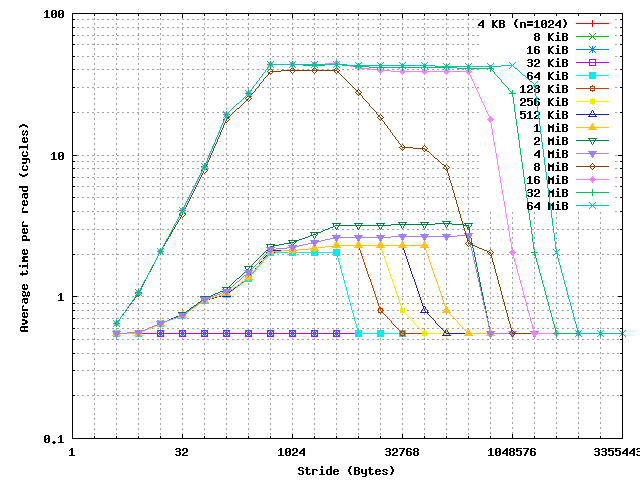 100
4 KB (n=1024)
8 KiB
16 KiB
32 KiB
64 KiB
128 KiB
256 KiB
512 KiB
1 MiB
2 MiB
4 MiB
8 MiB
16 MiB
32 MiB
64 MiB
10
1
0.1
Average time per read (cycles)
1
32
1024
32768
1048576
3355443
Stride (Bytes)